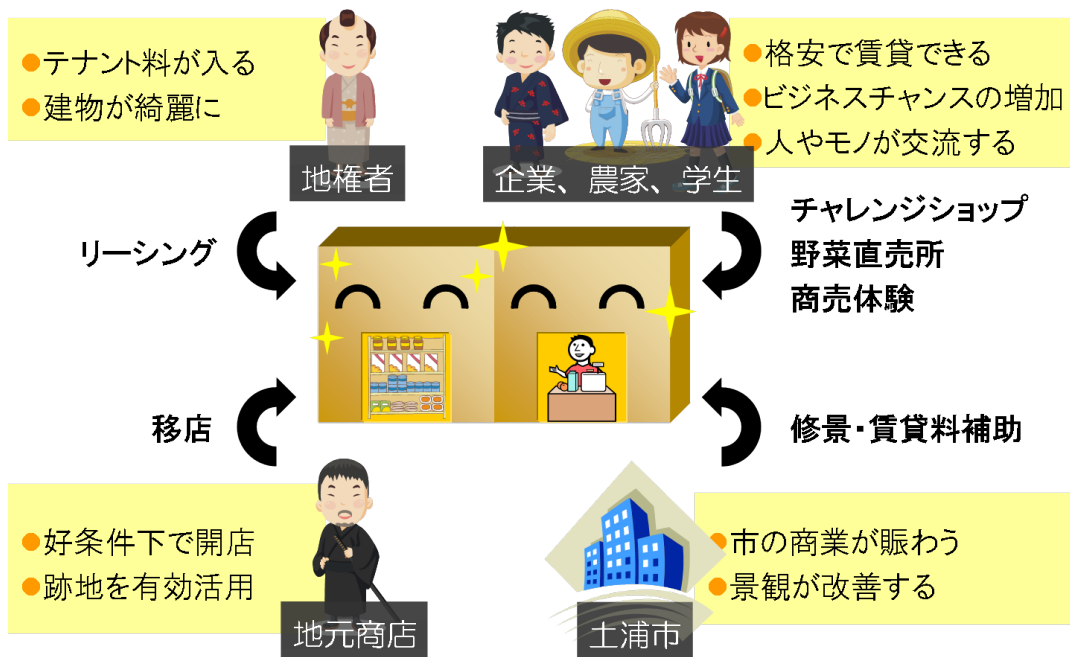 ●テナント料が入る
●建物が綺麗に
地権者
●格安で賃貸できる
●ビジネスチャンスの増加
●人やモノが交流する
企業、農家、学生
リーシング
チャレンジショップ
野菜直売所
商売体験
移店
修景・賃貸料補助
●好条件下で開店
●跡地を有効活用
地元商店
●市の商業が賑わう
●景観が改善する
土浦市